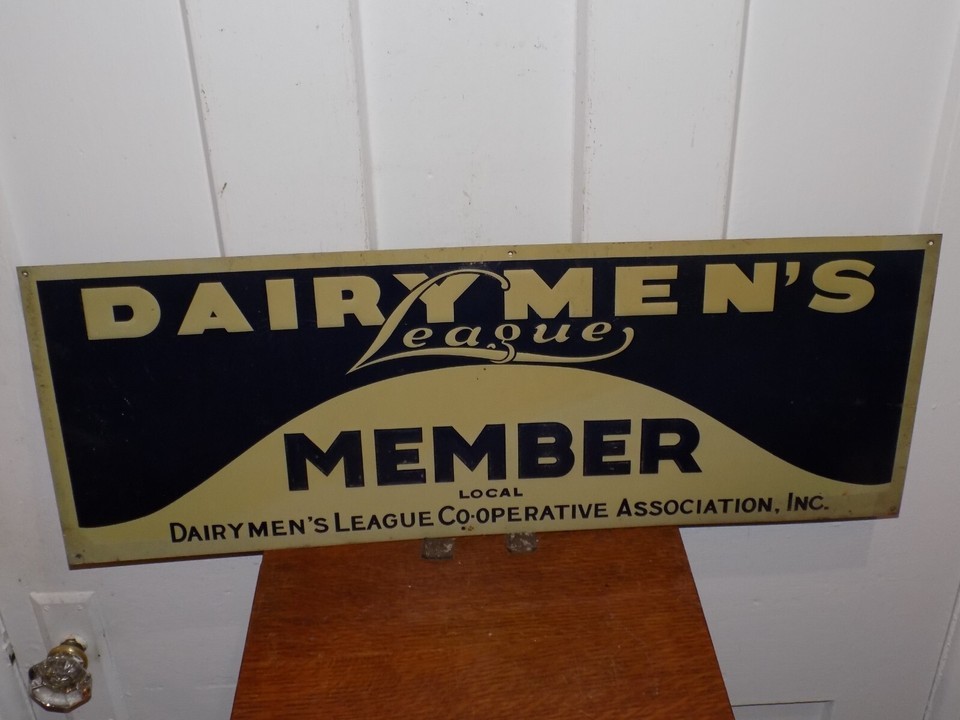 DAIRYMEN'S
League
MEMBER
LOCAL
DAIRYMEN'S LEAGUE CO-OPERATIVE ASSOCIATION, INC.